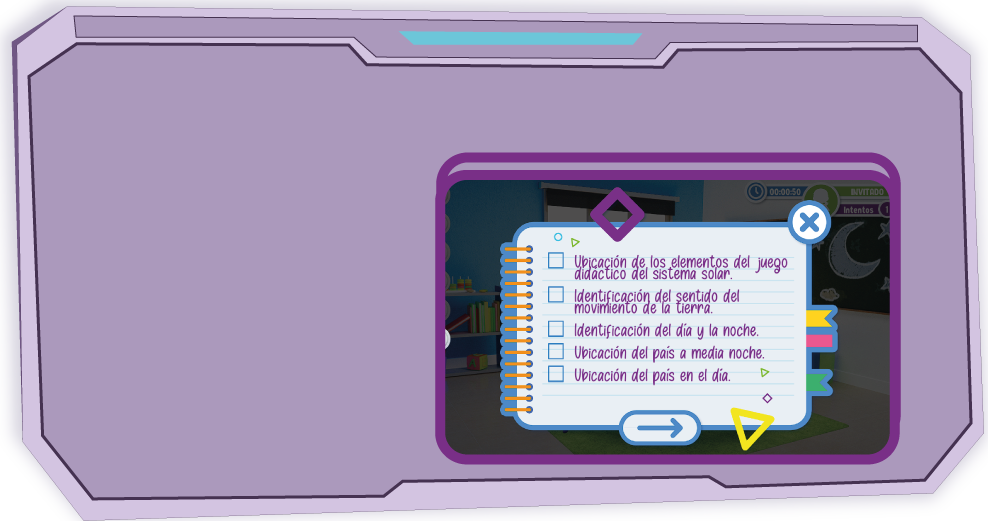 00:00:50
INVITADO
Intentos 1
Ubicación de los elementos del juego
didáctico del sistema solar.
Identificación del sentido del
movimiento de la tierra.
Identificación del día y la noche.
Ubicación del país a media noche.
Ubicación del país en el día.